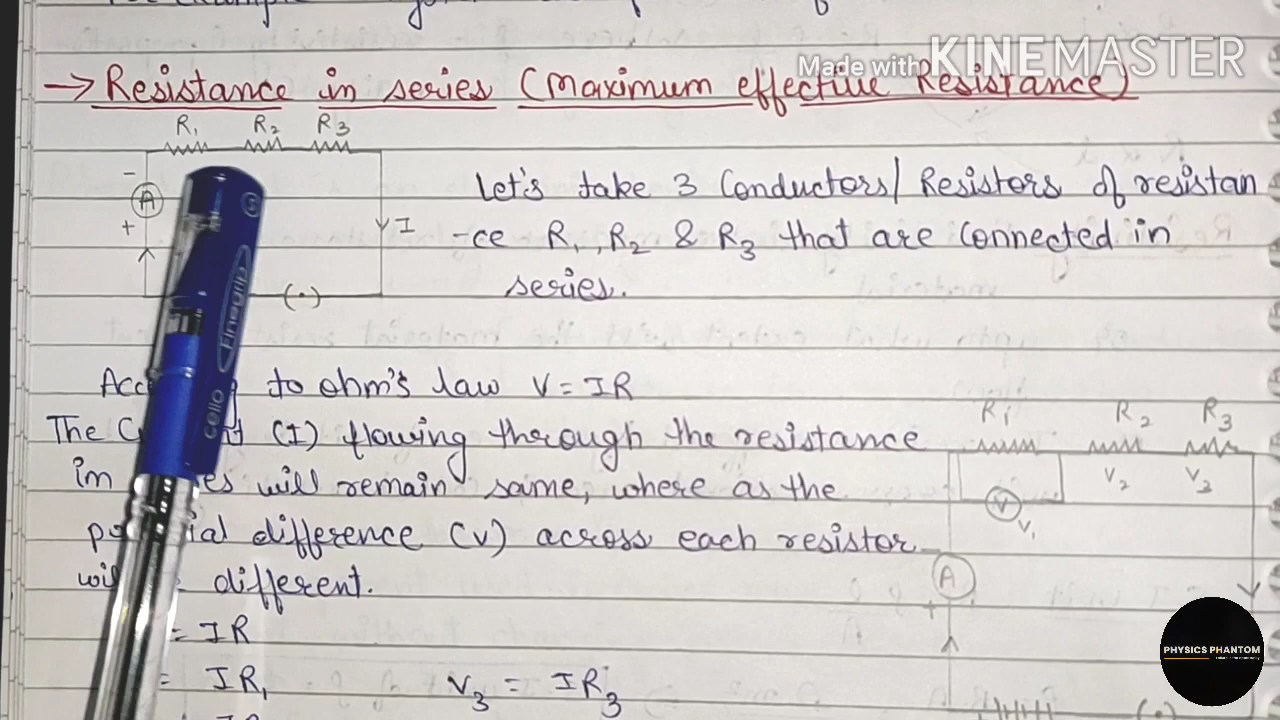 Made with KINEMASTER
→ Resistance in series (Maximum effective Resistance)
R1 R2 R3
-
A
+
I
(•)
Let's take 3 Conductors/Resistors of resistan
-ce R1, R2 & R3 that are connected in
series.
to ohm's law V = IR
The (I) flowing through the resistance
in will remain same, where as the
difference (V) across each resistor
different.
= IR
= IR1 V3 = IR3
R1 R2 R3
V V1 V2 V3
A
+
cello Finegrip
PHYSICS PHANTOM